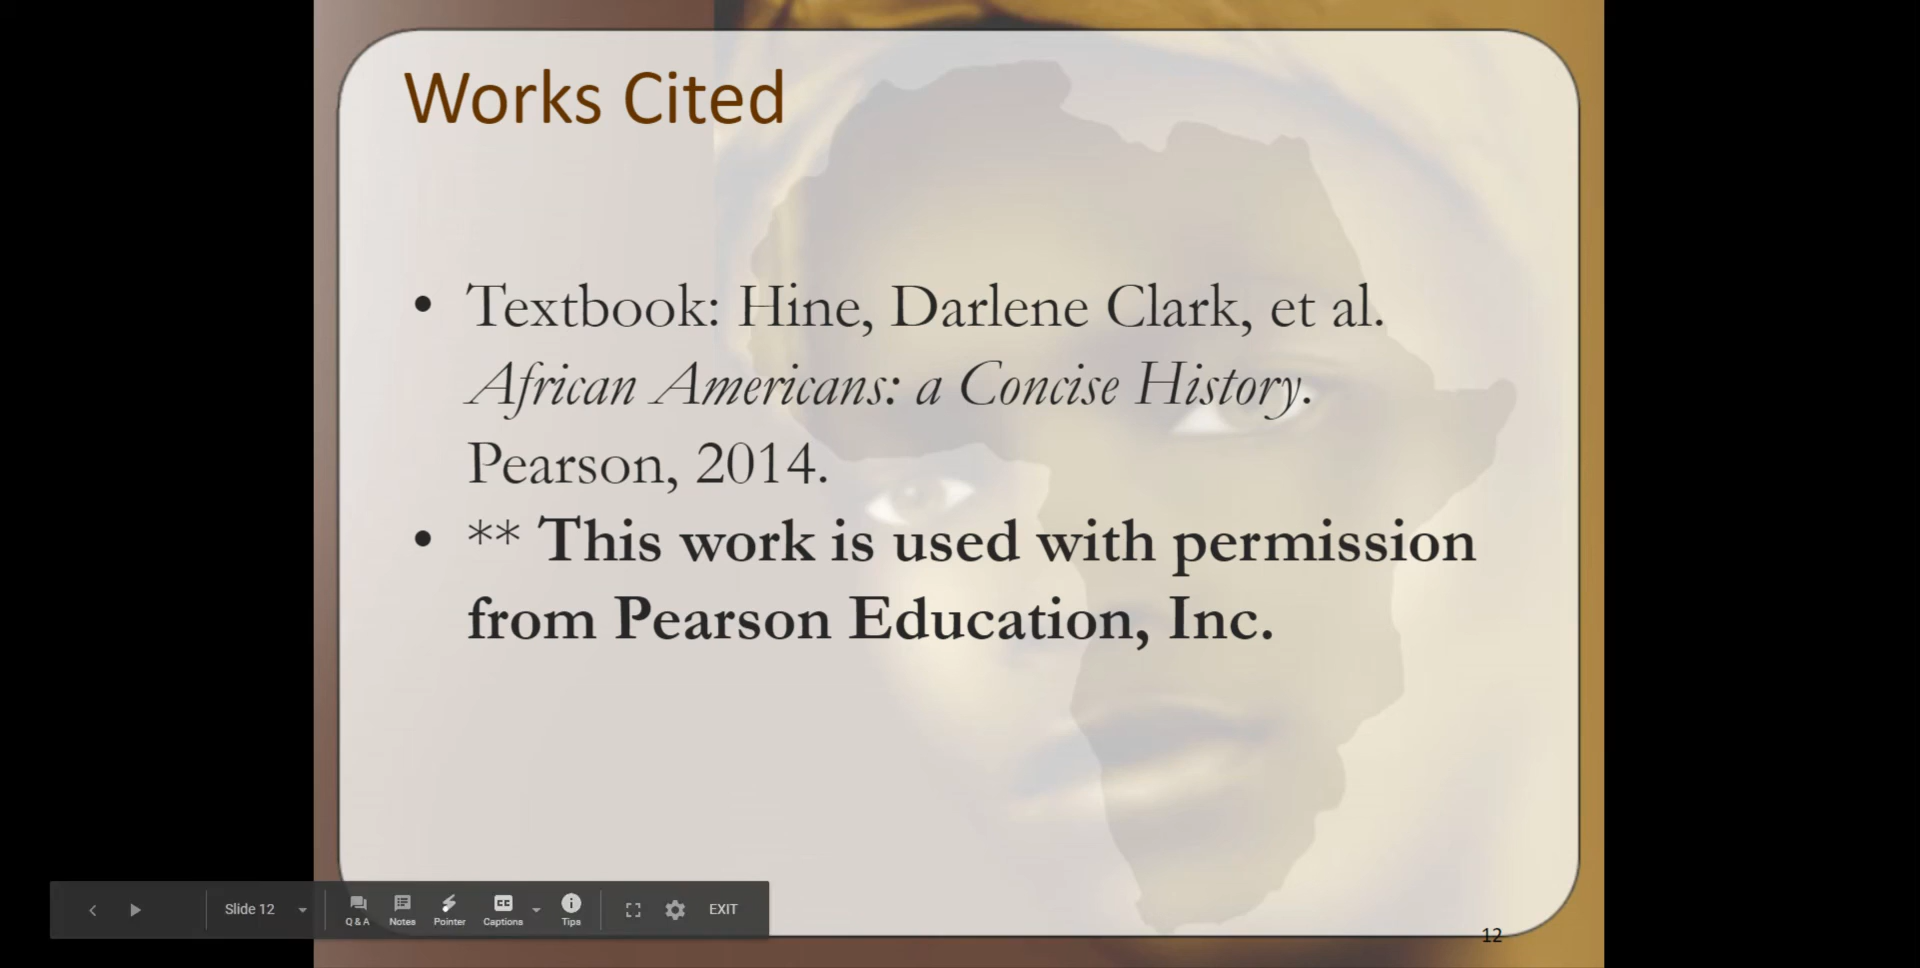 Works Cited
• Textbook: Hine, Darlene Clark, et al.
African Americans: a Concise History.
Pearson, 2014.
• ** This work is used with permission
from Pearson Education, Inc.
Slide 12
Q & A
Notes
Pointer
CC
Captions
Tips
EXIT
12